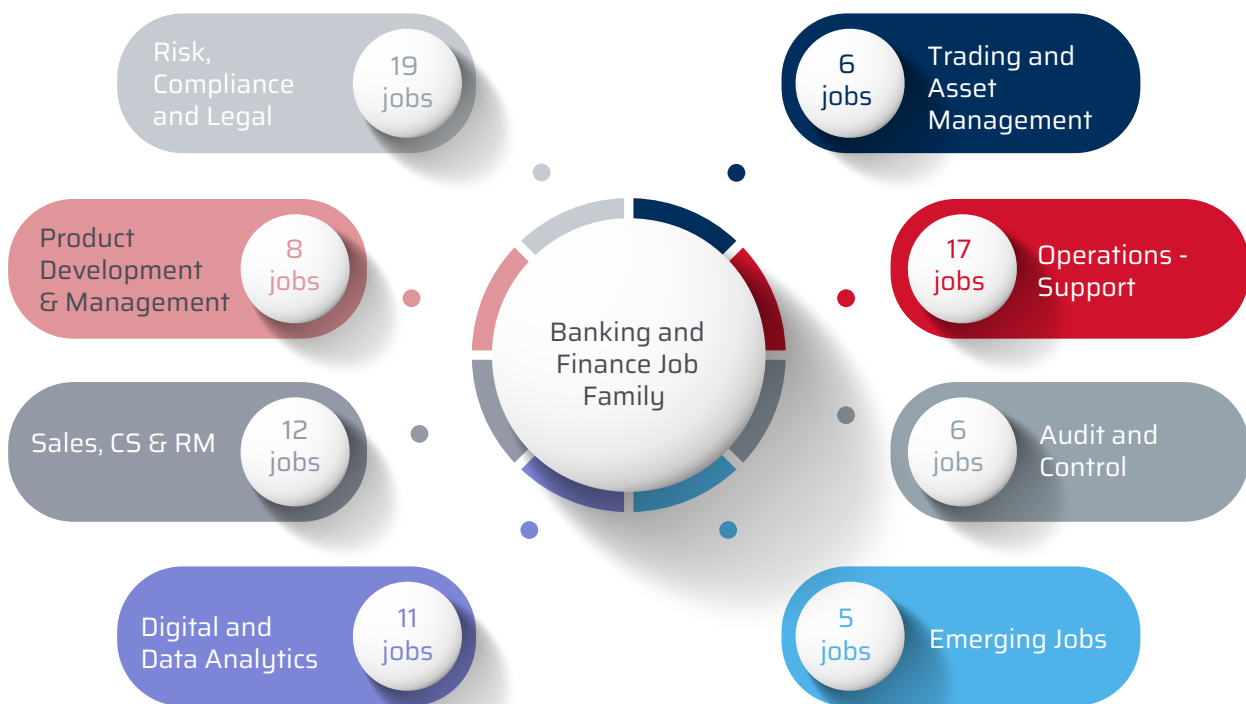 Risk,
Compliance
and Legal
19
jobs
6
jobs
Trading and
Asset
Management
Product
Development
& Management
8
jobs
17
jobs
Operations -
Support
Banking and
Finance Job
Family
Sales, CS & RM
12
jobs
6
jobs
Audit and
Control
Digital and
Data Analytics
11
jobs
5
jobs
Emerging Jobs